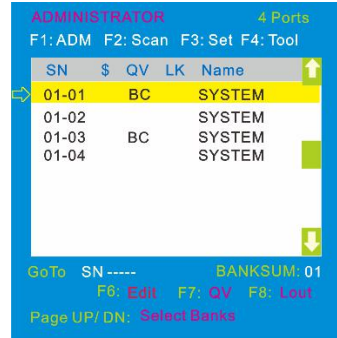 ADMINISTRATOR 4 Ports
F1: ADM F2: Scan F3: Set F4: Tool
SN $ QV LK Name
01-01 BC SYSTEM
01-02 SYSTEM
01-03 BC SYSTEM
01-04 SYSTEM
GoTo SN ----- BANKSUM: 01
F6: Edit F7: QV F8: Lout
Page UP/ DN: Select Banks